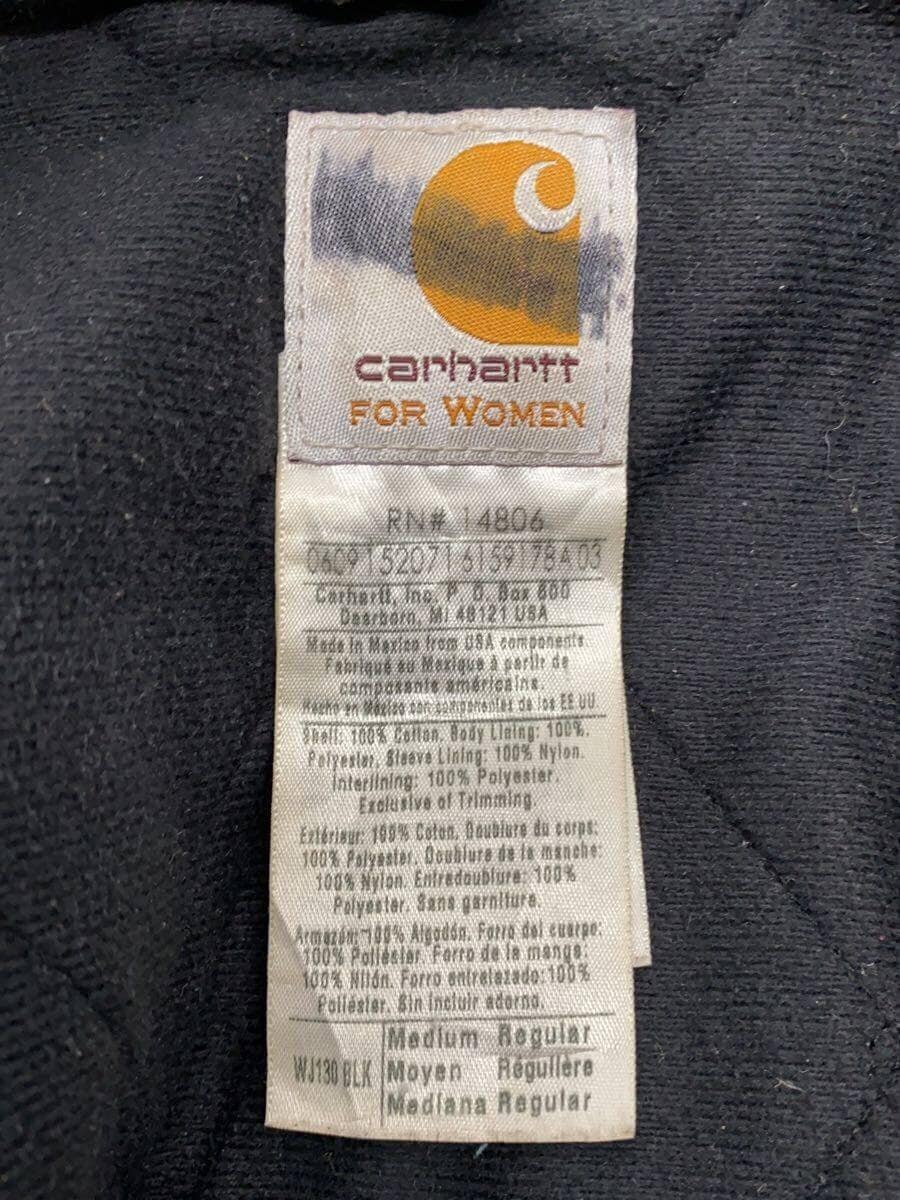 carhartt
FOR WOMEN
RN# 14806
0609152071 6159178A 03
Carhartt, Inc. P. O. Box 600
Dearborn, MI 48121 USA
Made in Mexico from USA components
Fabriqué au Mexique à partir de
composants américains.
Hecho en México con componentes de los EE UU
Shell: 100% Cotton, Body Lining: 100%.
Polyester, Sleeve Lining: 100% Nylon.
Interlining: 100% Polyester.
Exclusive of Trimming.
Extérieur: 100% Coton, Doublure du corps:
100% Polyester, Doublure de la manche:
100% Nylon. Entredoublure: 100%
Polyester. Sans garniture.
Armazón: 100% Algodón, Forro del cuerpo:
100% Poliéster, Forro de la manga:
100% Nilón. Forro entrelazado: 100%
Poliéster. Sin incluir adorno.
WJ130 BLK
Medium Regular
Moyen Régulière
Mediana Regular